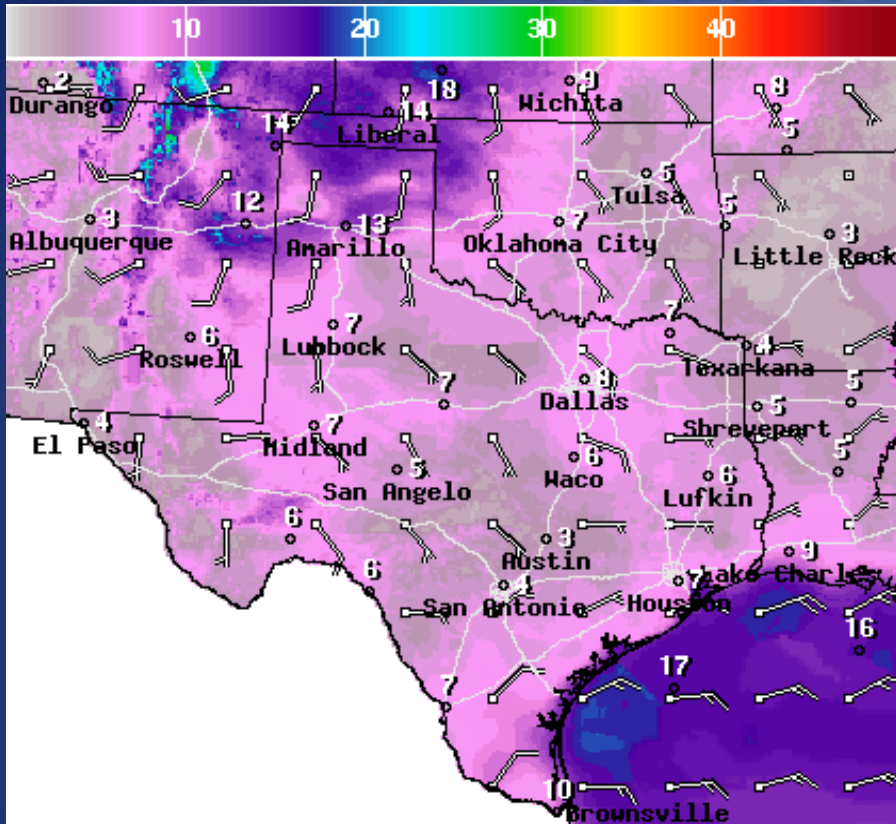 10 20 30 40
2 18 9 8
Durango Wichita
14 14
Liberal 5
5
Tulsa
3 12 13 7 5 3
Albuquerque Amarillo Oklahoma City Little Rock
6 7 7
Roswell Lubbock 4
Texarkana
8
7 Dallas 5 5
4 7 Shreveport
El Paso Midland
5 6 6 5
San Angelo Waco Lufkin
6 3 9
Austin
6 4 7 Lake Charles
San Antonio Houston
16
17
7
10
Brownsville